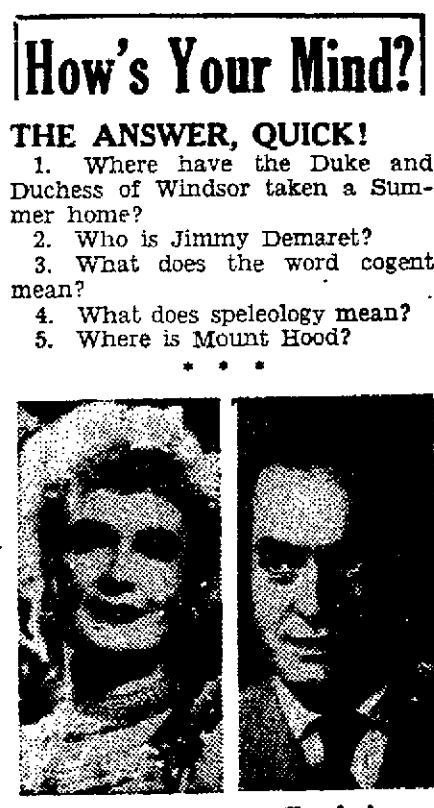 How's Your Mind?
THE ANSWER, QUICK!
1. Where have the Duke and
Duchess of Windsor taken a Sum-
mer home?
2. Who is Jimmy Demaret?
3. What does the word cogent
mean?
4. What does speleology mean?
5. Where is Mount Hood?
* * *